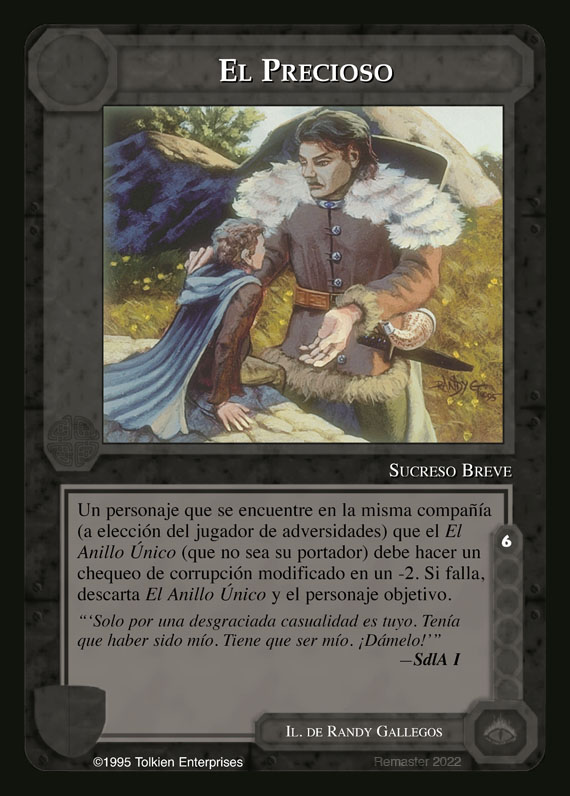 El Precioso
RANDY G
1995
Sucreso Breve
Un personaje que se encuentre en la misma compañía
(a elección del jugador de adversidades) que el El
Anillo Único (que no sea su portador) debe hacer un
chequeo de corrupción modificado en un -2. Si falla,
descarta El Anillo Único y el personaje objetivo.
6
“‘Solo por una desgraciada casualidad es tuyo. Tenía
que haber sido mío. Tiene que ser mío. ¡Dámelo!’”
—SdlA I
Il. de Randy Gallegos
©1995 Tolkien Enterprises
Remaster 2022